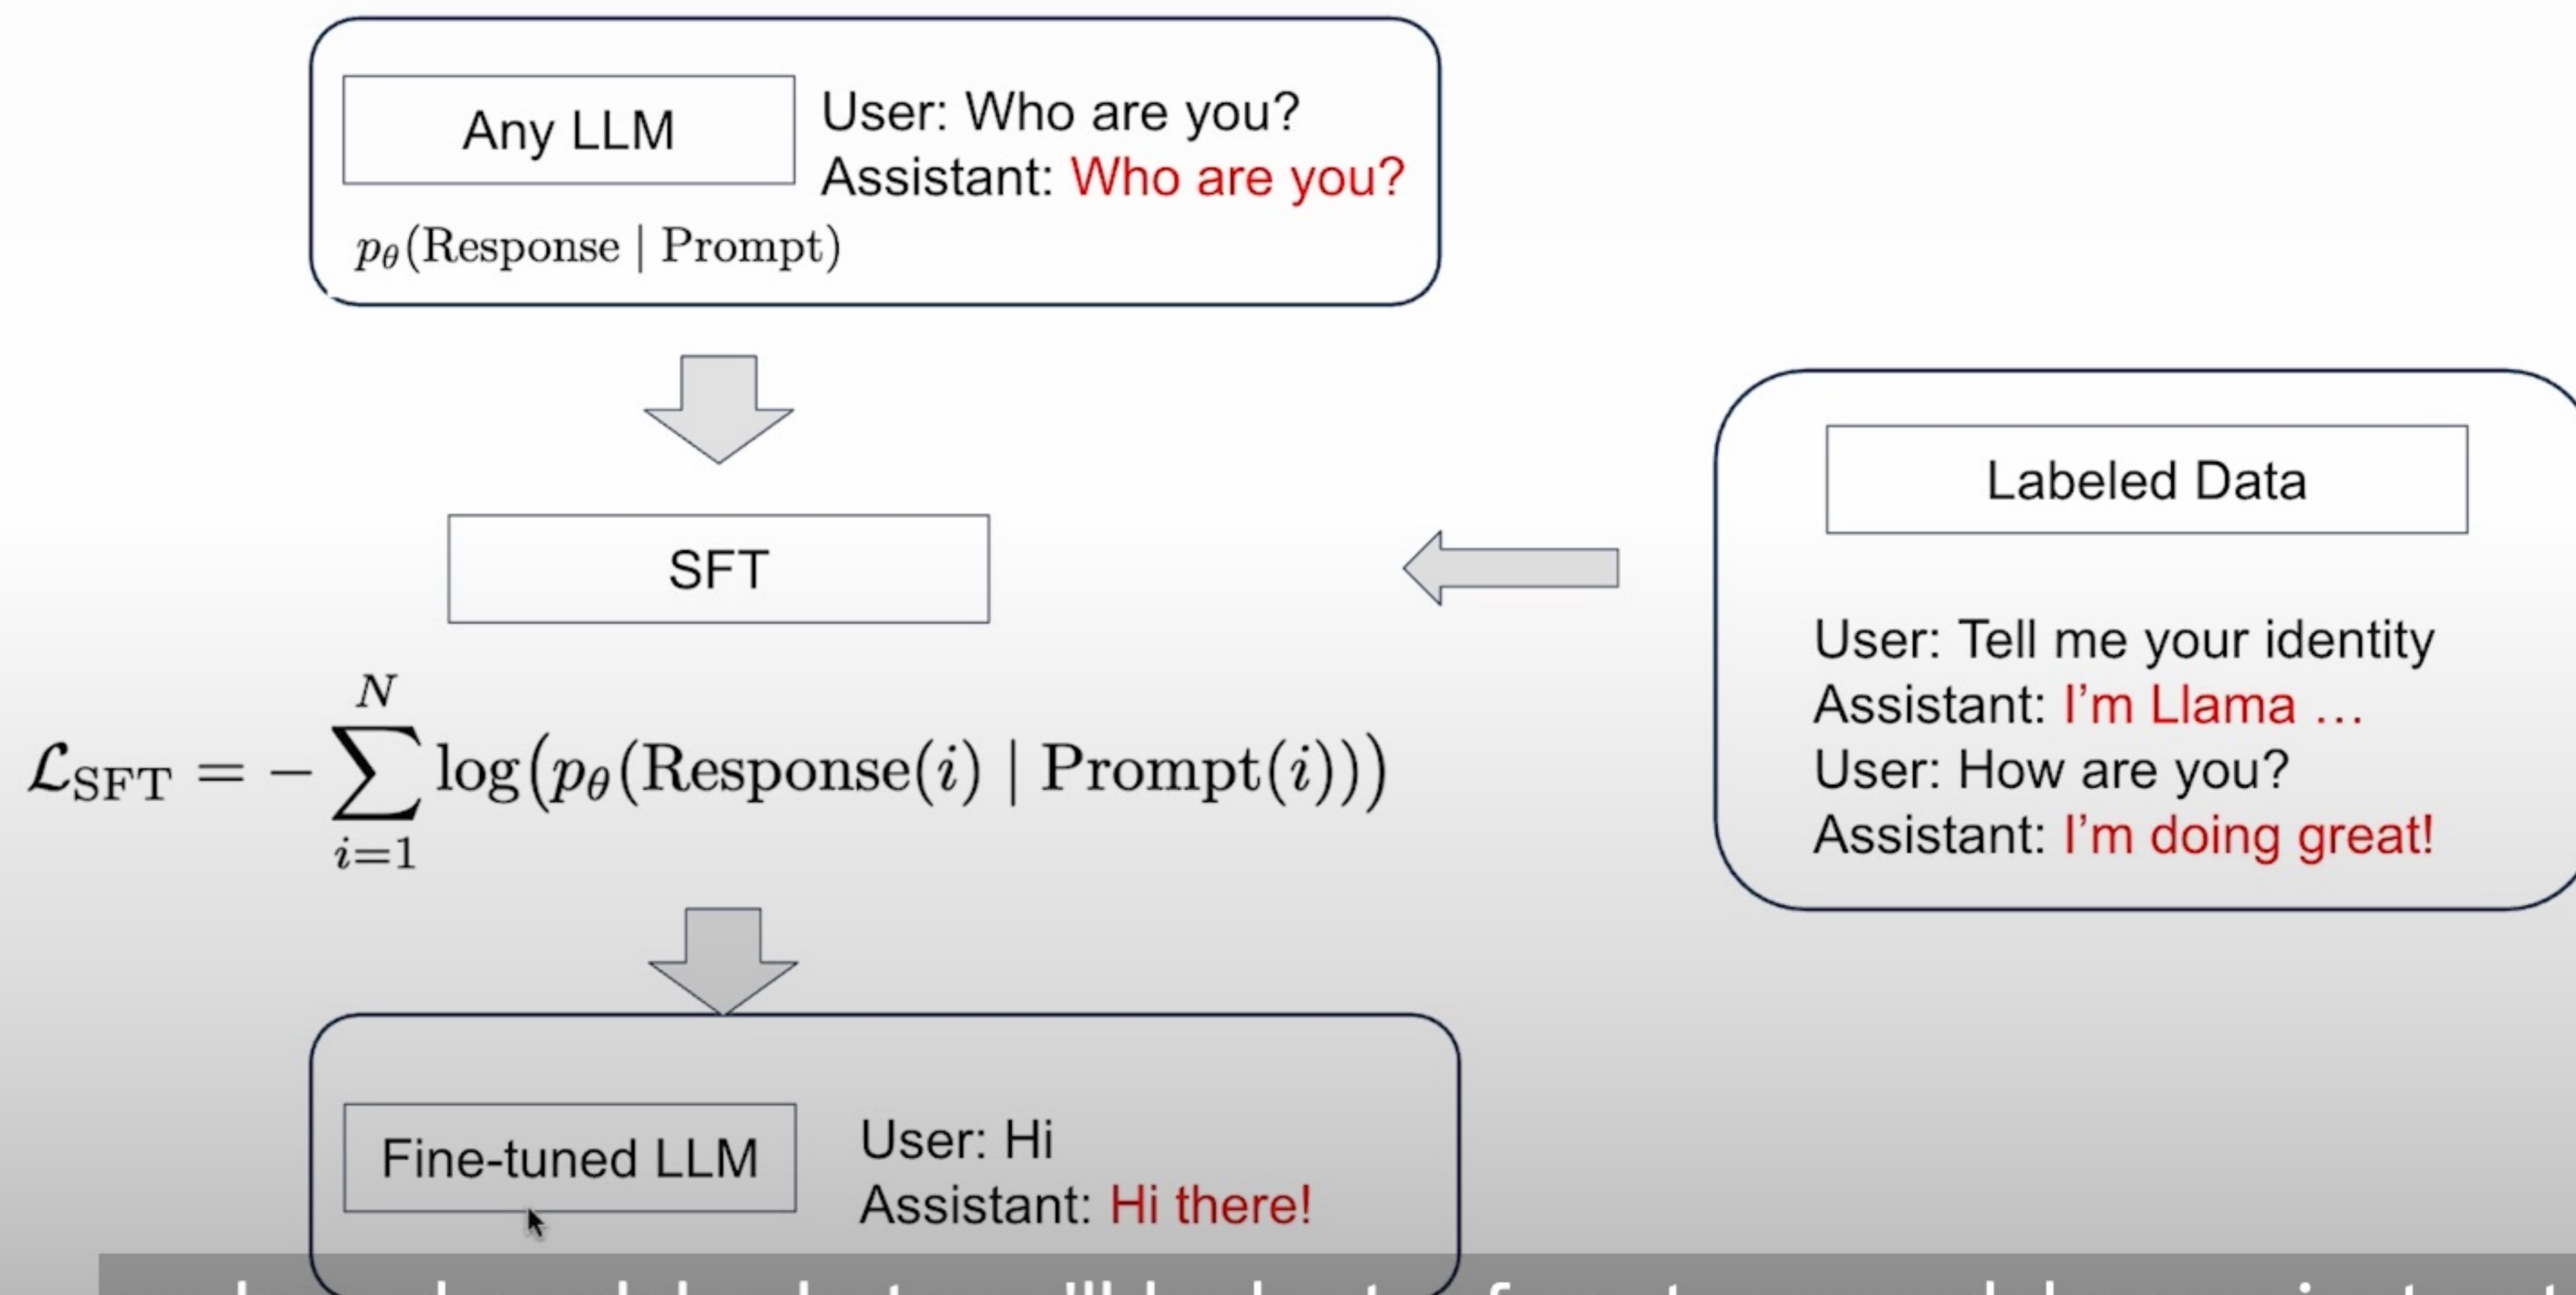 Any LLM
User: Who are you?
Assistant: Who are you?
pθ(Response | Prompt)
SFT
ℒSFT = − ∑i=1N log(pθ(Response(i) | Prompt(i)))
Labeled Data
User: Tell me your identity
Assistant: I'm Llama …
User: How are you?
Assistant: I'm doing great!
Fine-tuned LLM
User: Hi
Assistant: Hi there!